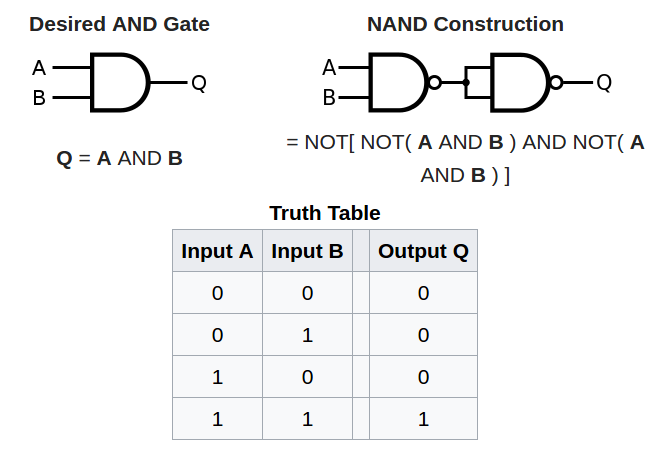 Desired AND Gate
NAND Construction
A
B
Q
A
B
Q
Q = A AND B
= NOT[ NOT( A AND B ) AND NOT( A
AND B ) ]
Truth Table
Input A Input B Output Q
0 0 0
0 1 0
1 0 0
1 1 1